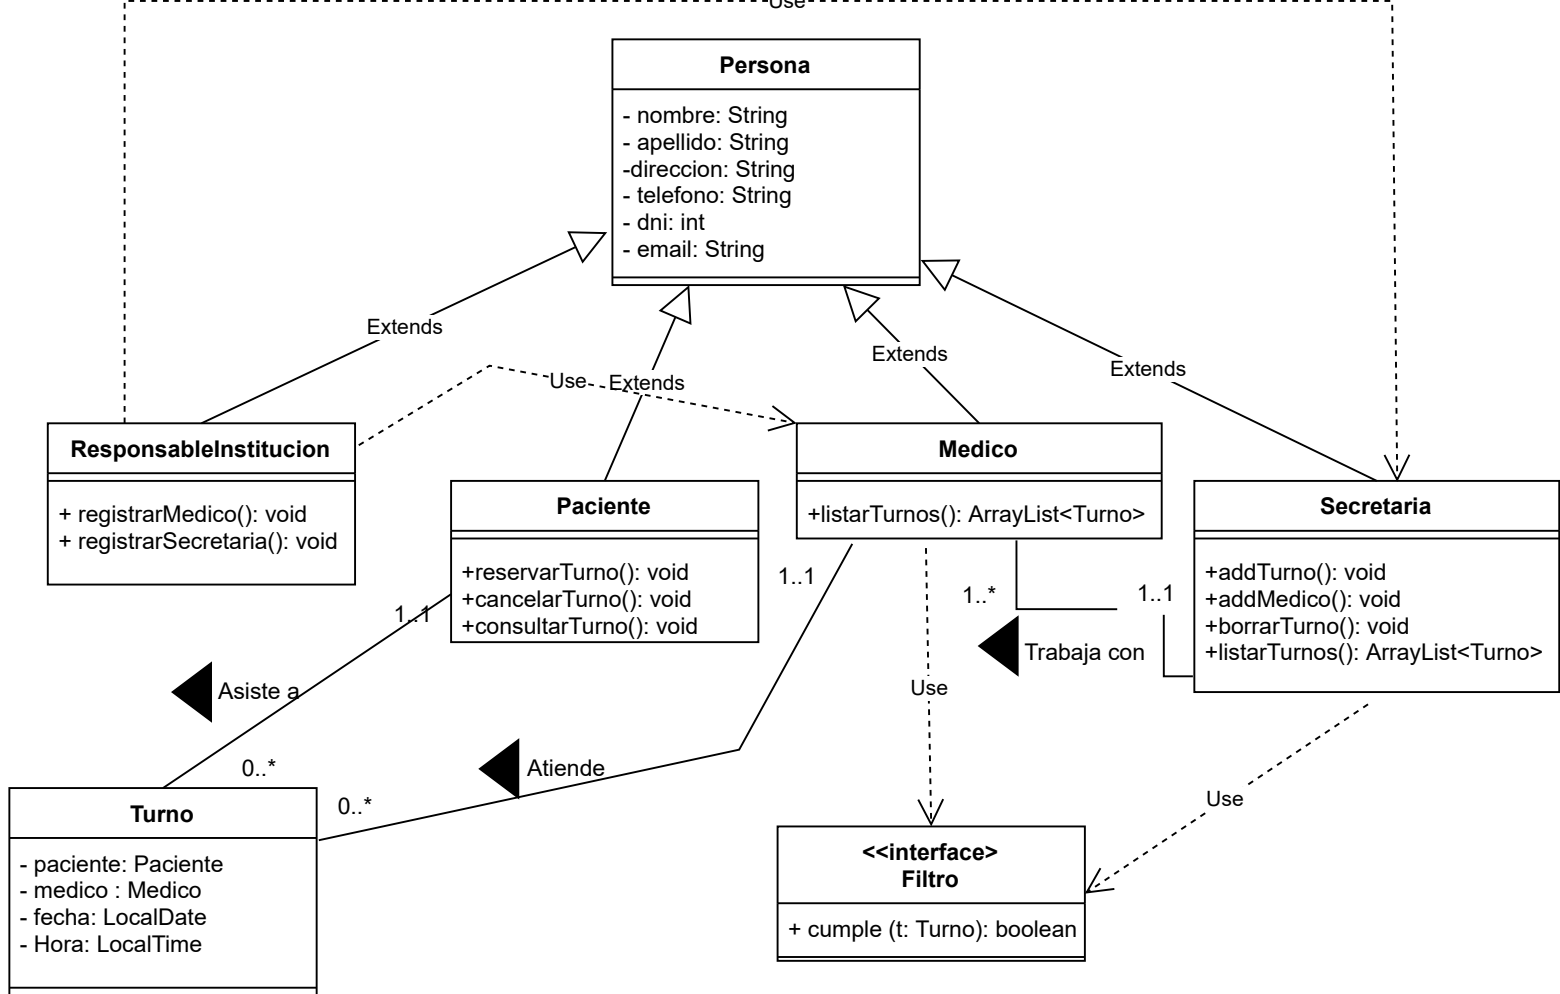 Use
Persona
- nombre: String
- apellido: String
-direccion: String
- telefono: String
- dni: int
- email: String
Extends
Extends
Extends
Extends
Use
ResponsableInstitucion
+ registrarMedico(): void
+ registrarSecretaria(): void
Paciente
+reservarTurno(): void
+cancelarTurno(): void
+consultarTurno(): void
Medico
+listarTurnos(): ArrayList<Turno>
Secretaria
+addTurno(): void
+addMedico(): void
+borrarTurno(): void
+listarTurnos(): ArrayList<Turno>
1..1
1..1
1..*
1..1
Trabaja con
Asiste a
Use
0..*
Atiende
0..*
Use
Turno
- paciente: Paciente
- medico : Medico
- fecha: LocalDate
- Hora: LocalTime
<<interface>
Filtro
+ cumple (t: Turno): boolean